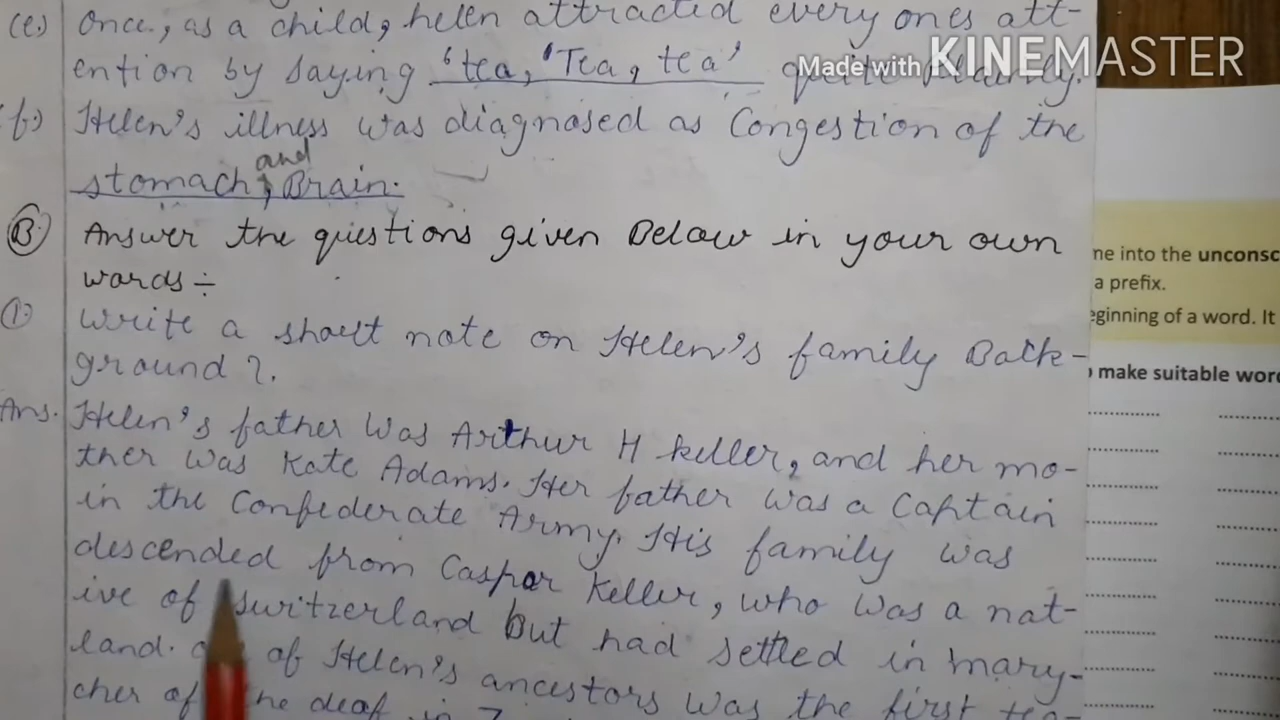 (e.) Once, as a child, helen attracted every ones att-
ention by saying 'tea, 'Tea, tea' quite plainly.
Made with KINEMASTER
(f.) Helen's illness was diagnosed as Congestion of the
stomach and Brain.
(B) Answer the questions given Below in your own
words÷
(1) Write a short note on Helen's family Back-
ground?.
Ans. Helen's father was Arthur H keller, and her mo-
ther was Kate Adams. Her father was a Captain
in the Confederate Army. His family was
descended from Caspar Keller, who was a nat-
ive of Switzerland but had settled in mary-
land. of Helen's ancestors was the first tea-
cher of the deaf in
ne into the unconsc
a prefix.
eginning of a word. It
make suitable word